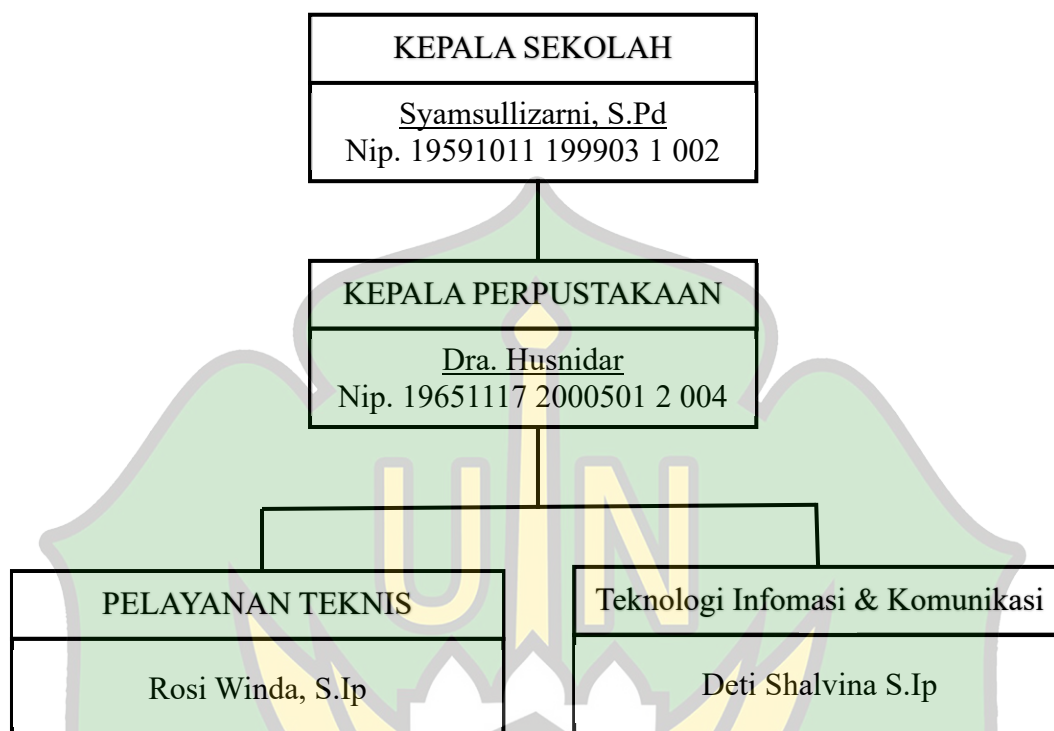 KEPALA SEKOLAH
Syamsullizarni, S.Pd
Nip. 19591011 199903 1 002
KEPALA PERPUSTAKAAN
Dra. Husnidar
Nip. 19651117 2000501 2 004
UIN
PELAYANAN TEKNIS
Rosi Winda, S.Ip
Teknologi Infomasi & Komunikasi
Deti Shalvina S.Ip